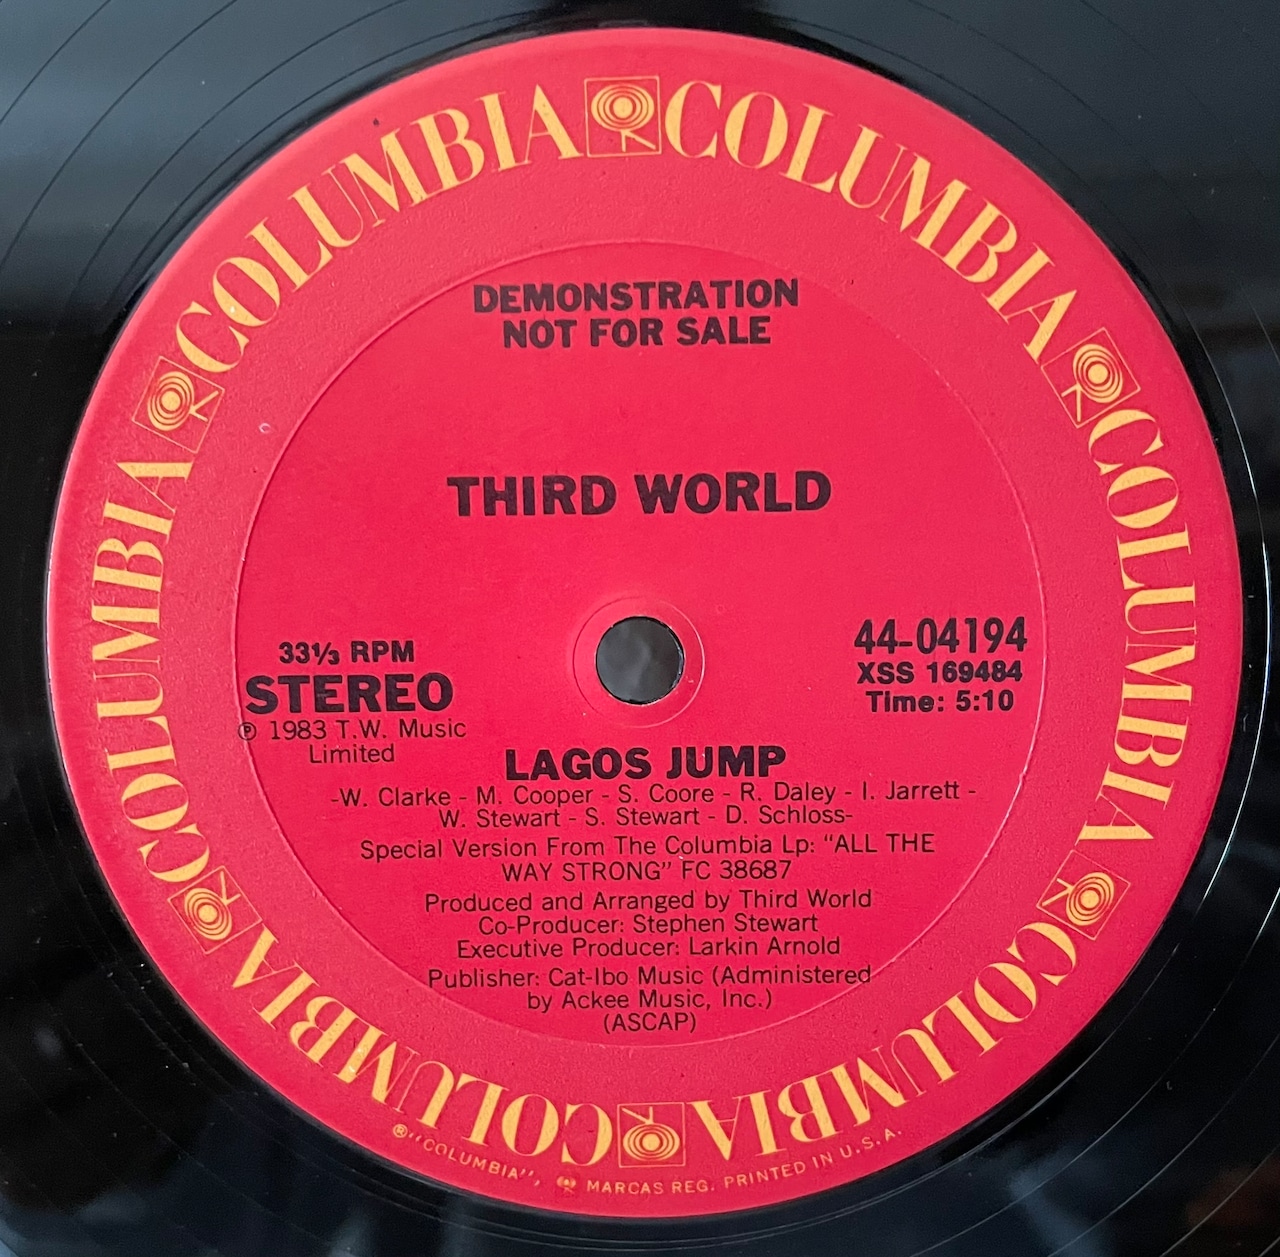 COLUMBIA COLUMBIA COLUMBIA COLUMBIA COLUMBIA COLUMBIA
DEMONSTRATION
NOT FOR SALE
THIRD WORLD
33⅓ RPM
STEREO
℗ 1983 T.W. Music
Limited
44-04194
XSS 169484
Time: 5:10
LAGOS JUMP
-W. Clarke - M. Cooper - S. Coore - R. Daley - I. Jarrett -
W. Stewart - S. Stewart - D. Schloss-
Special Version From The Columbia Lp: “ALL THE
WAY STRONG” FC 38687
Produced and Arranged by Third World
Co-Producer: Stephen Stewart
Executive Producer: Larkin Arnold
Publisher: Cat-Ibo Music (Administered
by Ackee Music, Inc.)
(ASCAP)
®“COLUMBIA”, MARCAS REG. PRINTED IN U.S.A.